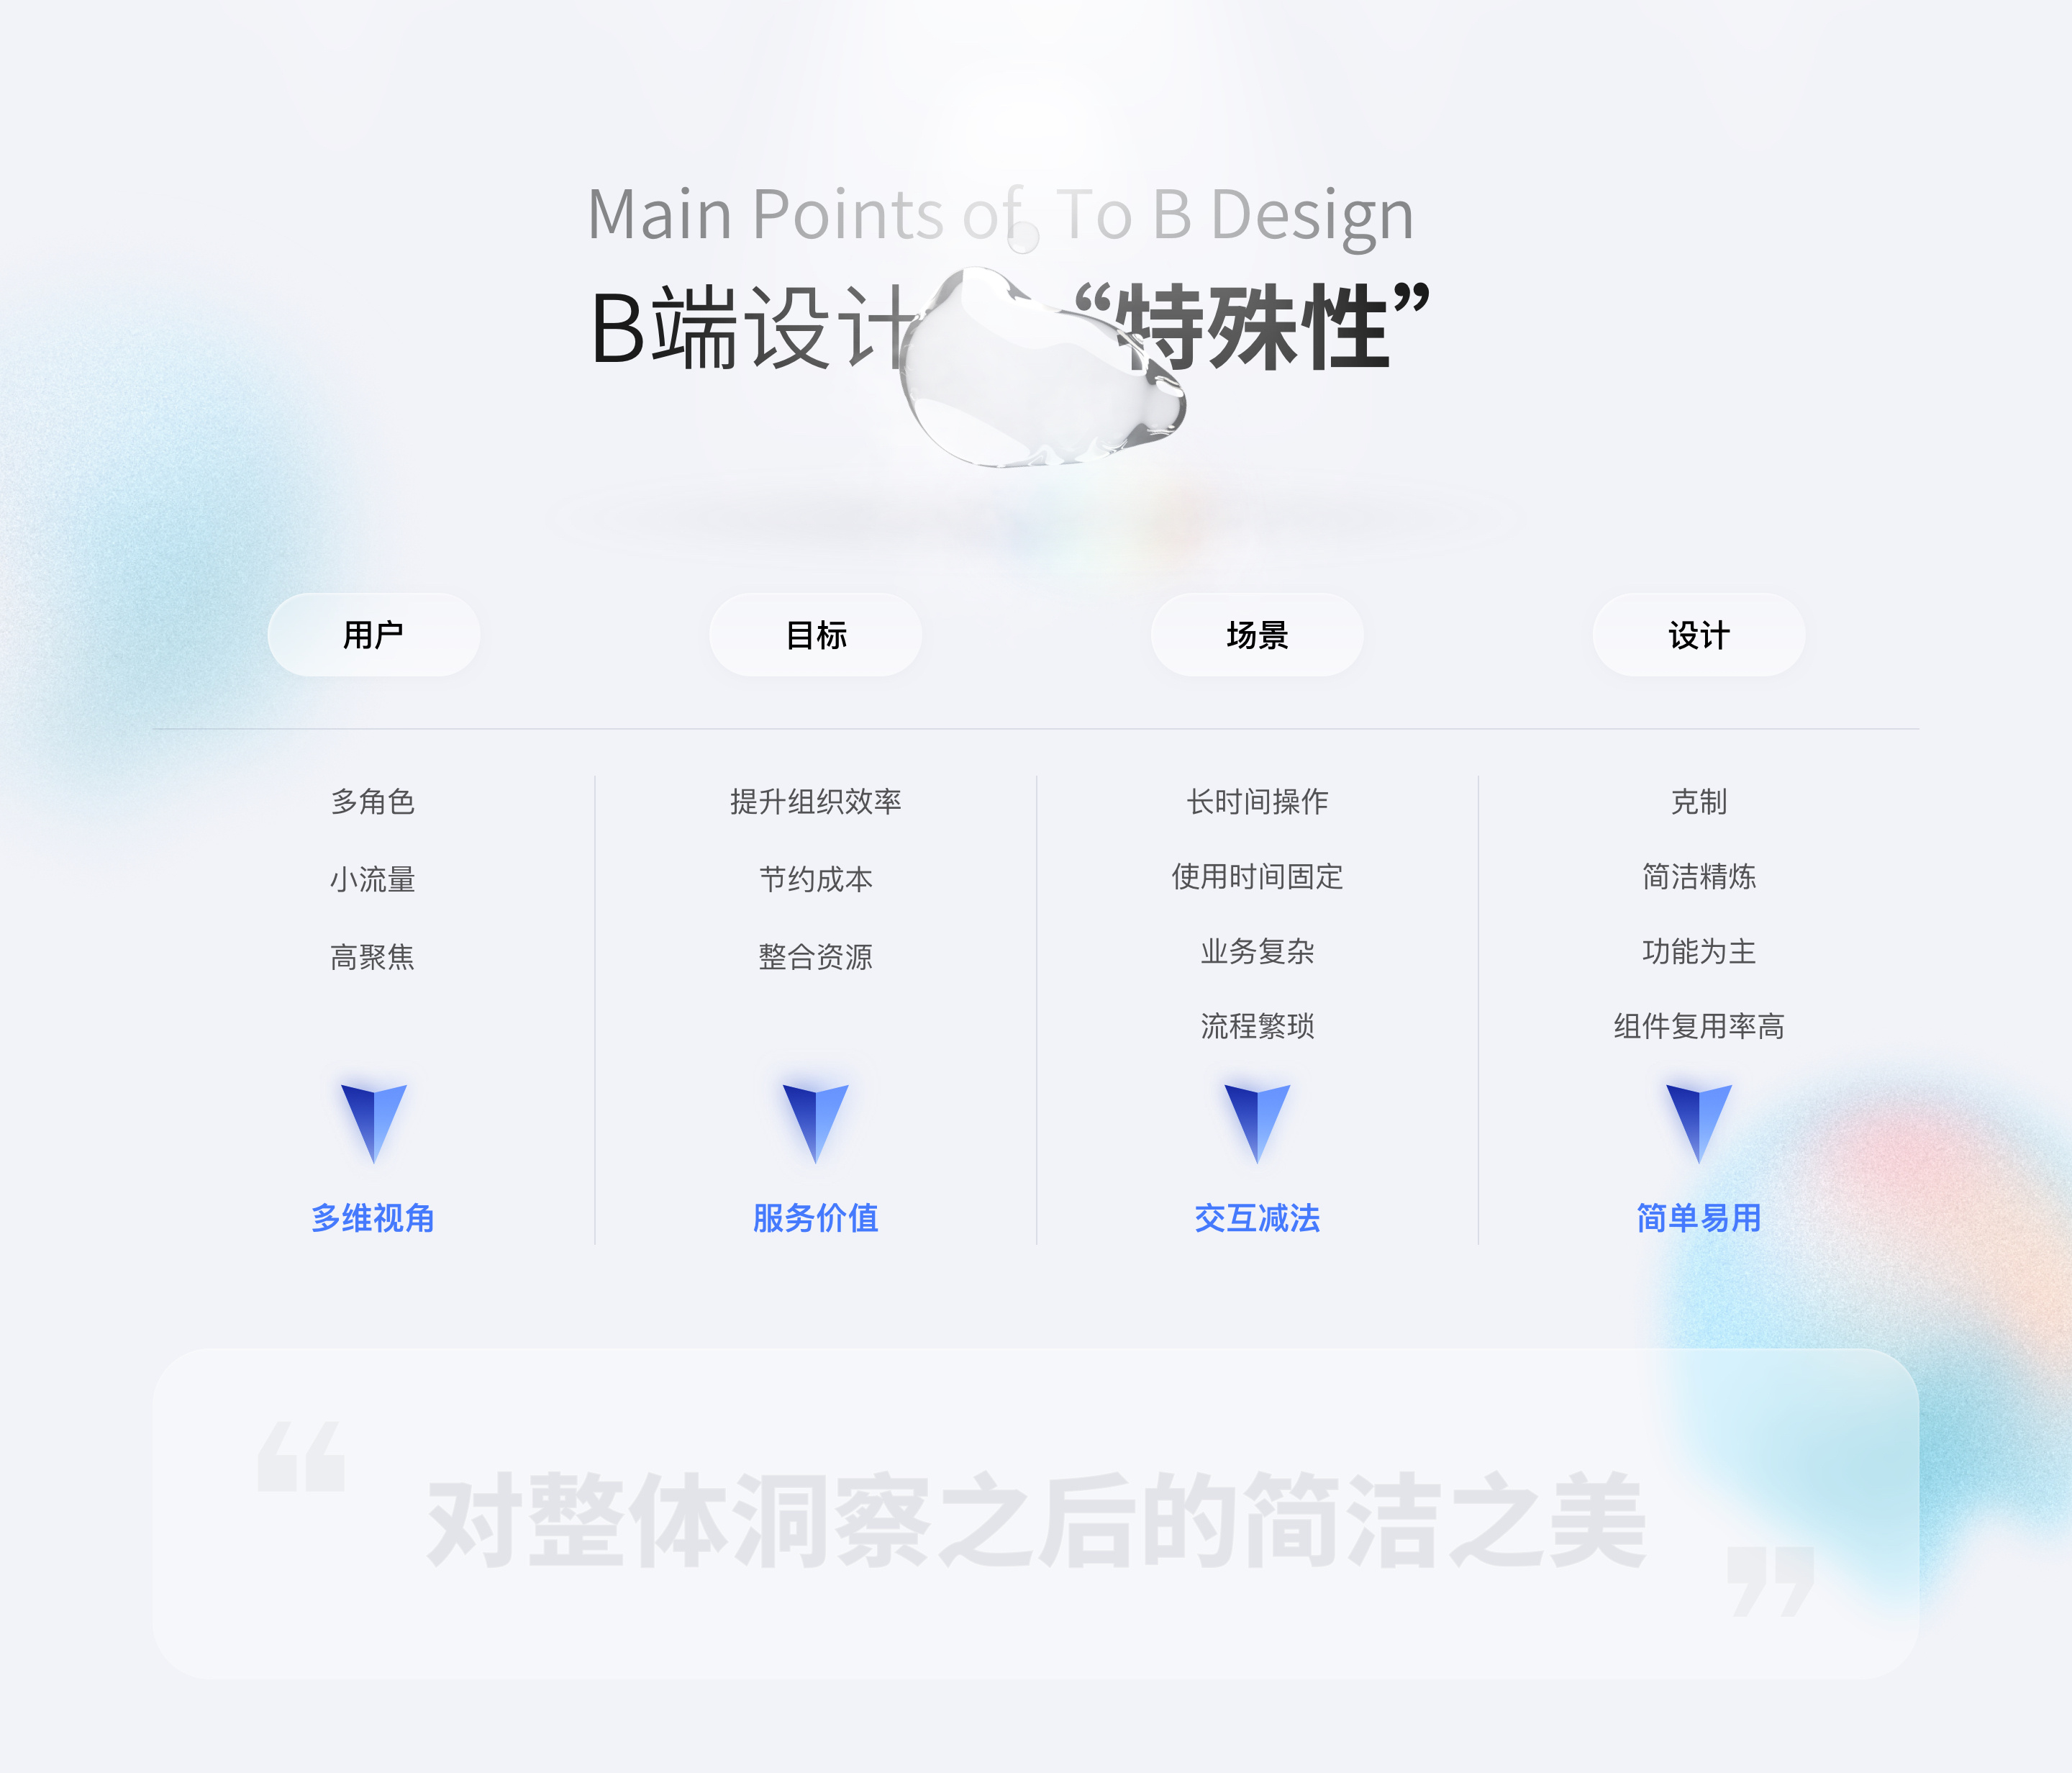 Main Points of To B Design
B端设计 “特殊性”
用户
目标
场景
设计
多角色
小流量
高聚焦
多维视角
提升组织效率
节约成本
整合资源
服务价值
长时间操作
使用时间固定
业务复杂
流程繁琐
交互减法
克制
简洁精炼
功能为主
组件复用率高
简单易用
“对整体洞察之后的简洁之美”